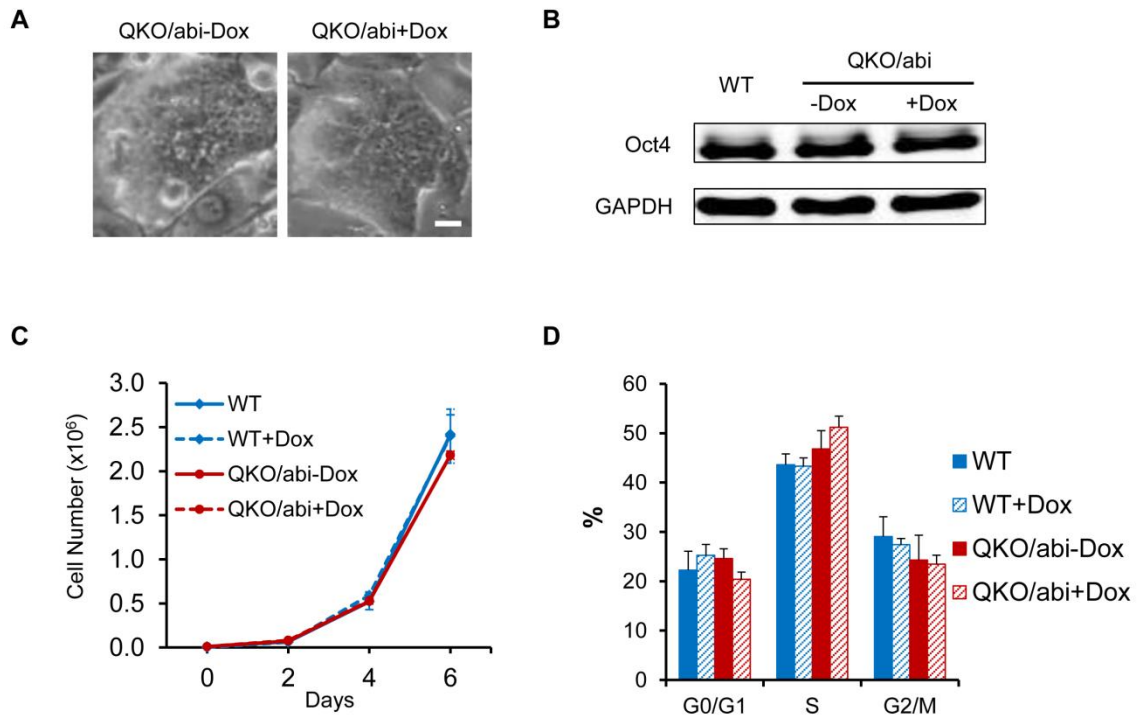 A
QKO/abi-Dox QKO/abi+Dox
B
QKO/abi
WT
-Dox +Dox
Oct4
GAPDH
C
Cell Number (x10⁶)
3.0
2.5
2.0
1.5
1.0
0.5
0.0
WT
WT+Dox
QKO/abi-Dox
QKO/abi+Dox
0 2 4 6
Days
D
%
60
50
40
30
20
10
0
WT
WT+Dox
QKO/abi-Dox
QKO/abi+Dox
G0/G1 S G2/M